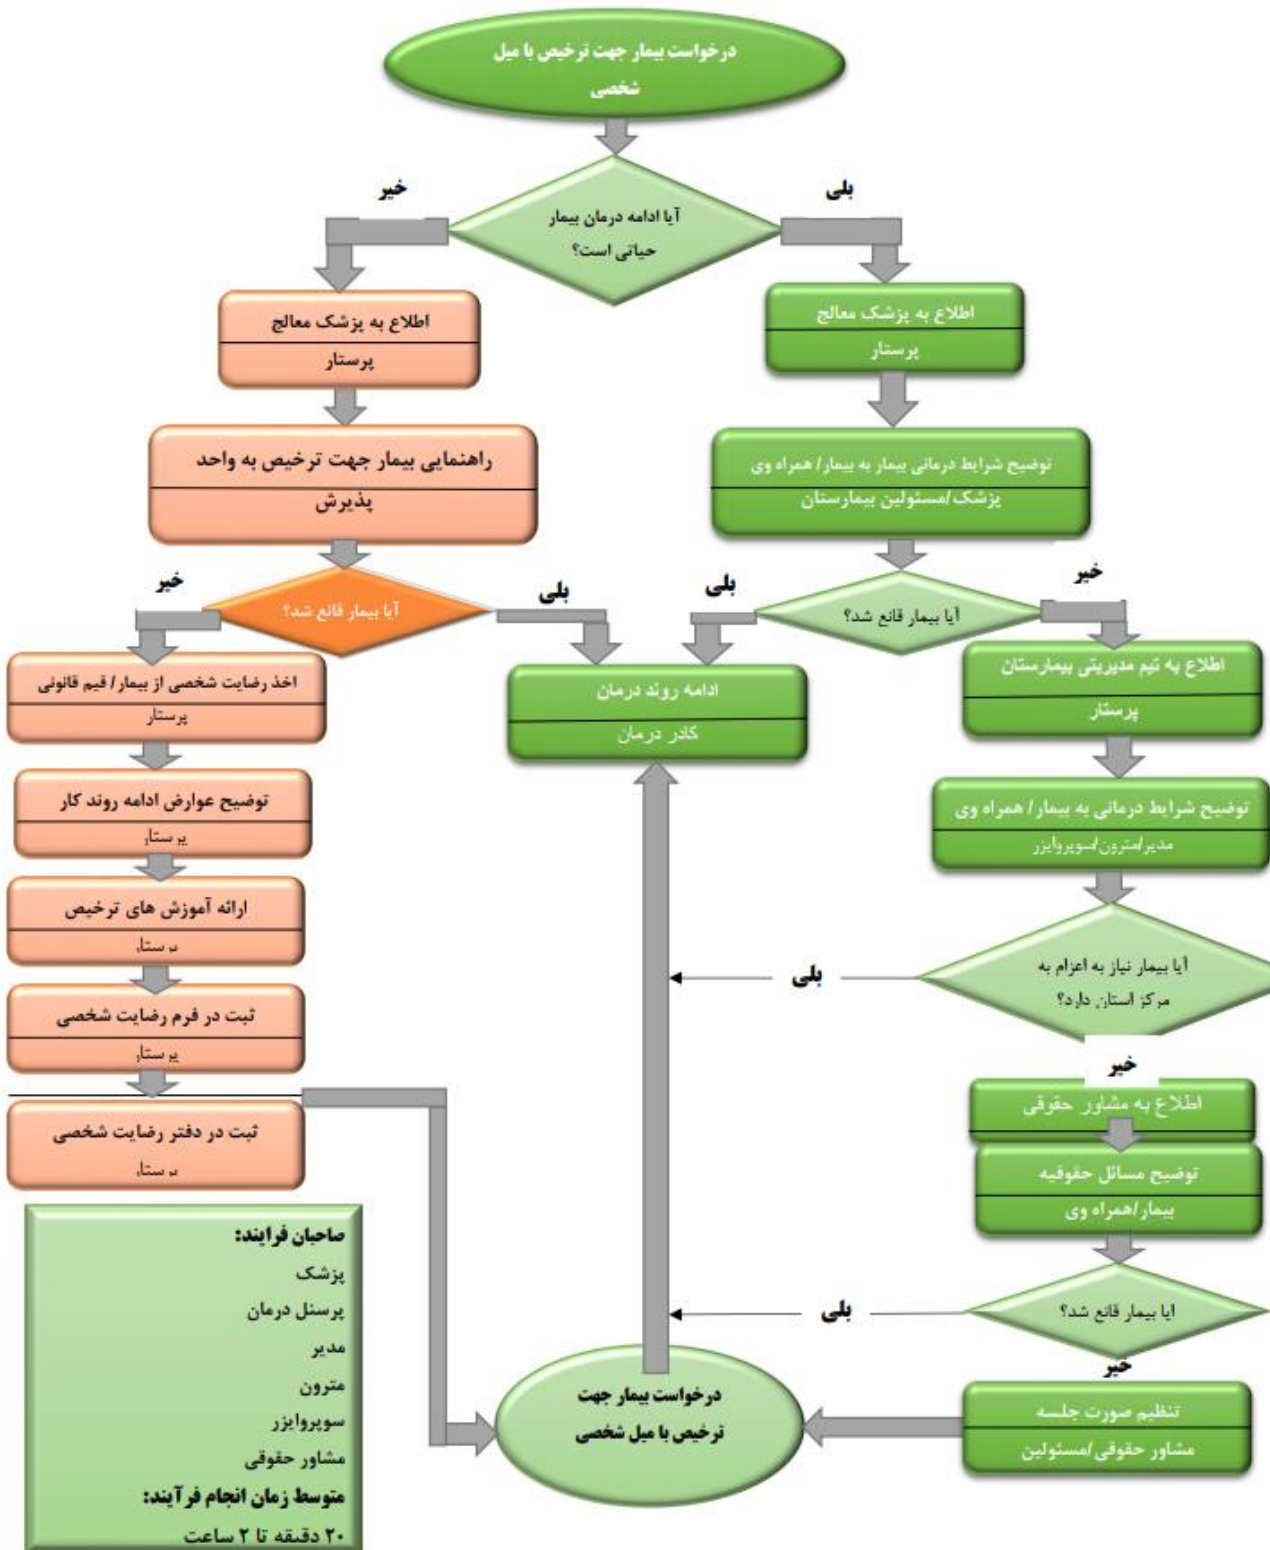 درخواست بیمار جهت ترخیص با میل
شخصی
بلی
خیر
آیا ادامه درمان بیمار
حیاتی است؟
اطلاع به پزشک معالج
پرستار
توضیح شرایط درمانی بیمار به بیمار/ همراه وی
پزشک/مسئولین بیمارستان
آیا بیمار قانع شد؟
خیر
بلی
اطلاع به تیم مدیریتی بیمارستان
پرستار
توضیح شرایط درمانی به بیمار/ همراه وی
مدیر/مترون/سوپروایزر
آیا بیمار نیاز به اعزام به
مرکز استان دارد؟
بلی
خیر
اطلاع به مشاور حقوقی
توضیح مسائل حقوقیه
بیمار/همراه وی
ایا بیمار قانع شد؟
بلی
خیر
تنظیم صورت جلسه
مشاور حقوقی/مسئولین
اطلاع به پزشک معالج
پرستار
راهنمایی بیمار جهت ترخیص به واحد
پذیرش
آیا بیمار قانع شد؟
بلی
خیر
ادامه روند درمان
کادر درمان
اخذ رضایت شخصی از بیمار/ قیم قانونی
پرستار
توضیح عوارض ادامه روند کار
پرستار
ارائه آموزش های ترخیص
پرستار
ثبت در فرم رضایت شخصی
پرستار
ثبت در دفتر رضایت شخصی
پرستار
درخواست بیمار جهت
ترخیص با میل شخصی
صاحبان فرایند:
پزشک
پرسنل درمان
مدیر
مترون
سوپروایزر
مشاور حقوقی
متوسط زمان انجام فرآیند:
۲۰ دقیقه تا ۲ ساعت